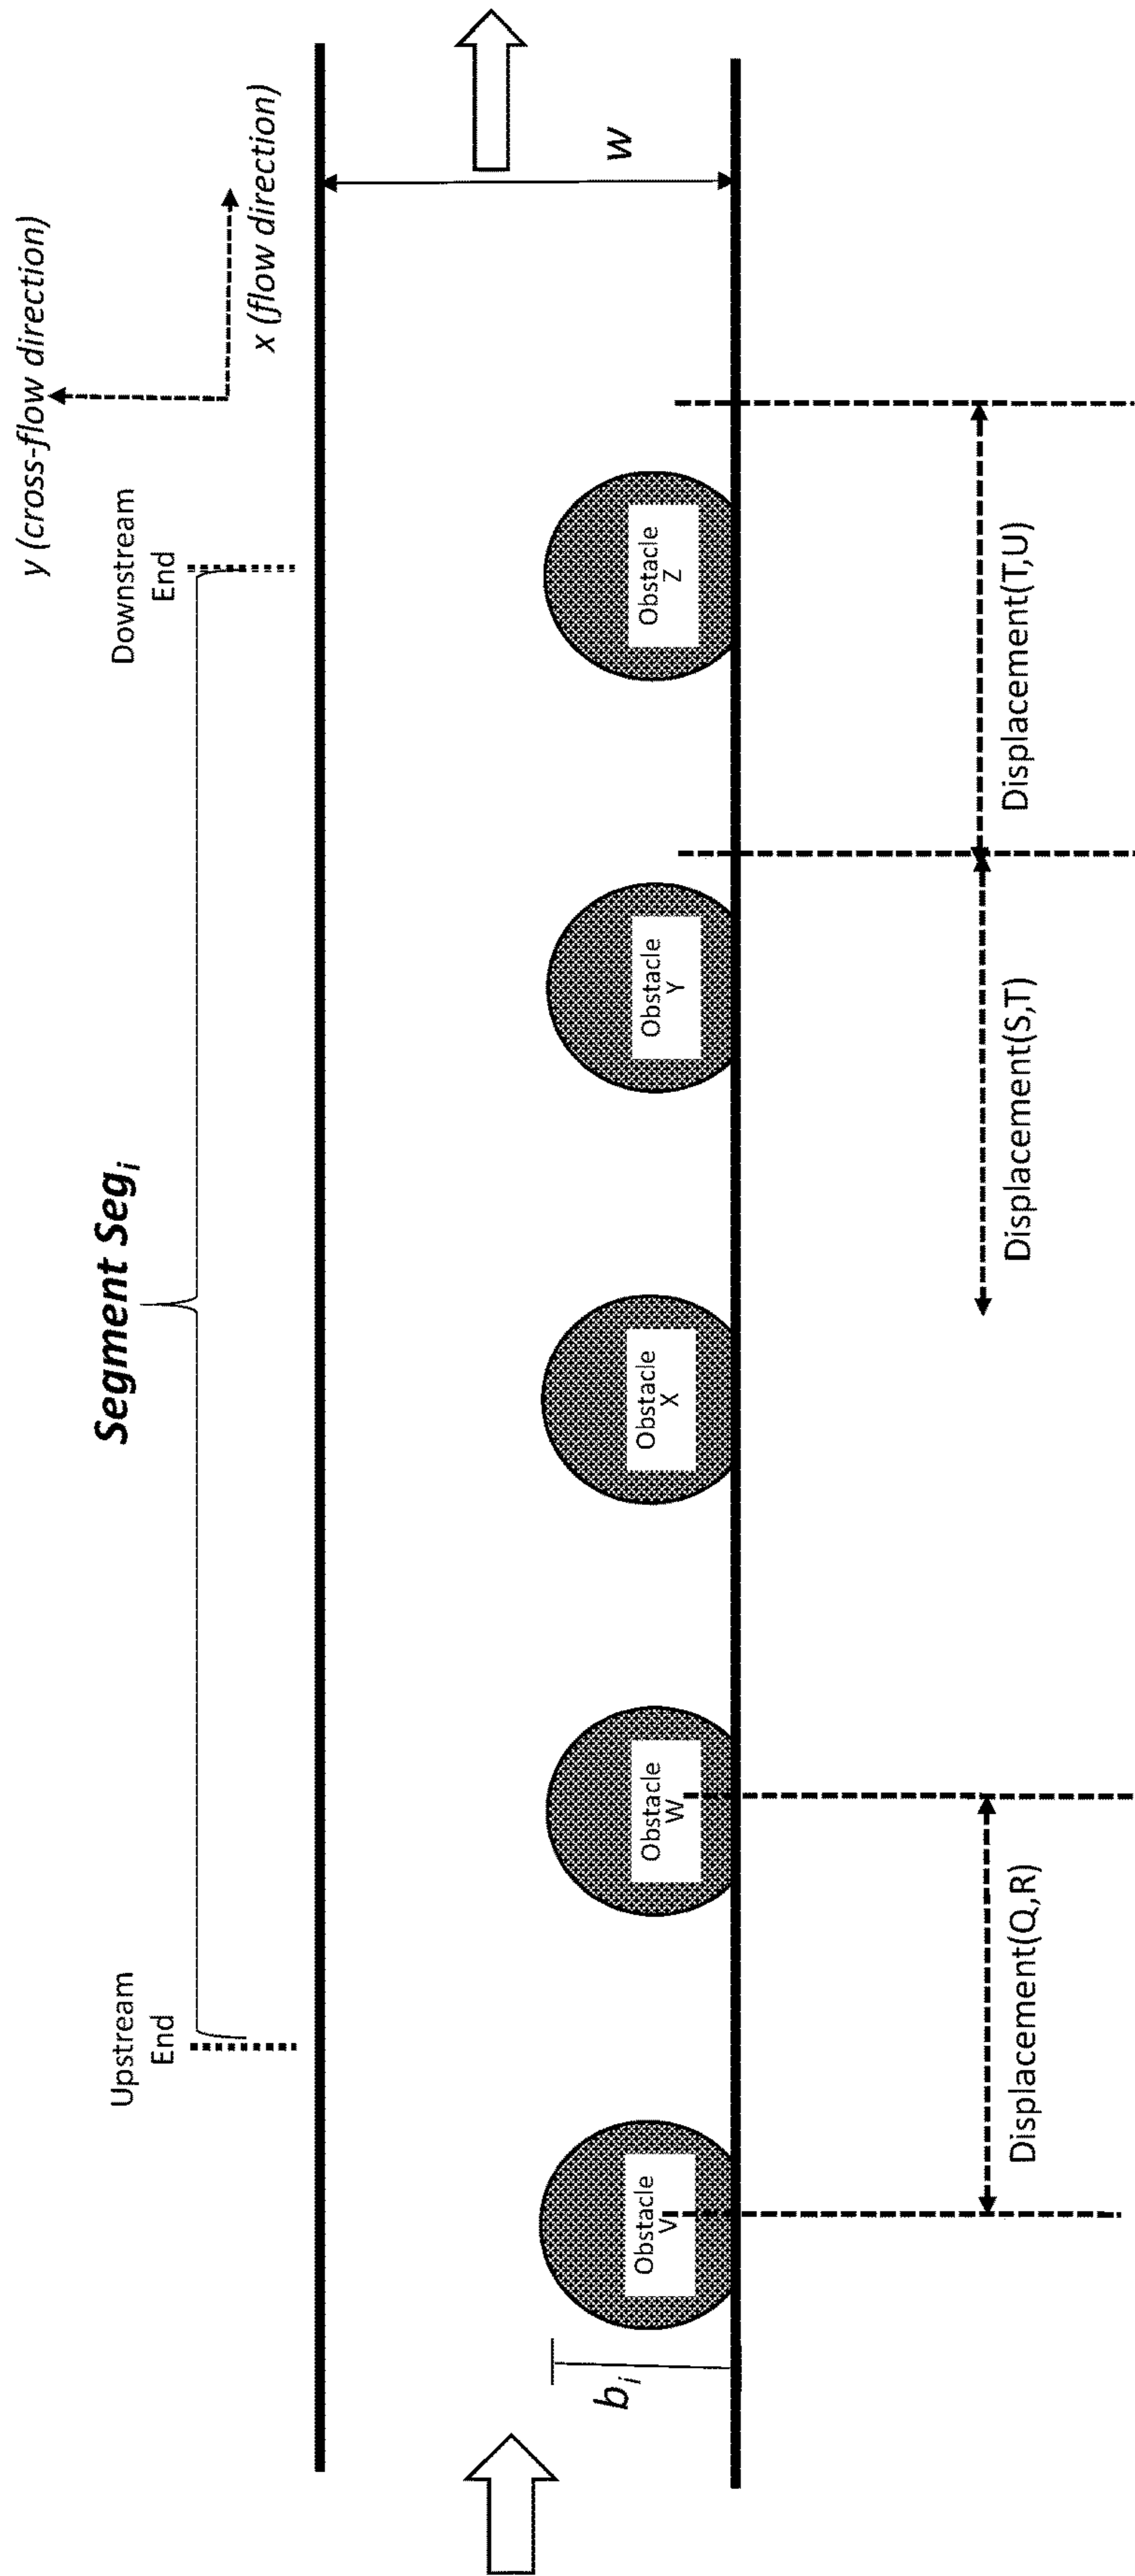 y (cross-flow direction)
x (flow direction)
Segment Seg_i
Upstream
End
Downstream
End
w
b_i
Obstacle
V
Obstacle
W
Obstacle
X
Obstacle
Y
Obstacle
Z
Displacement(Q,R)
Displacement(S,T)
Displacement(T,U)